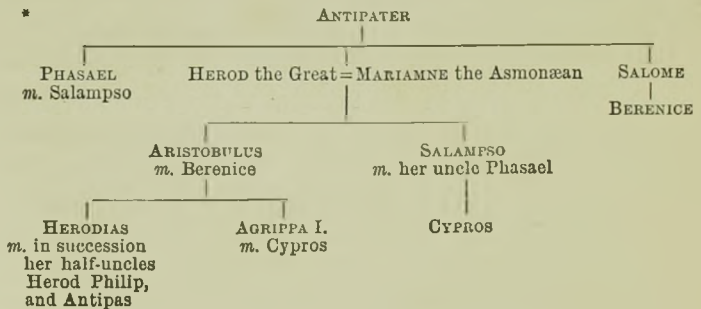 *
ANTIPATER
PHASAEL
m. Salampso
HEROD the Great = MARIAMNE the Asmonæan
SALOME
BERENICE
ARISTOBULUS
m. Berenice
SALAMPSO
m. her uncle Phasael
HERODIAS
m. in succession
her half-uncles
Herod Philip,
and Antipas
AGRIPPA I.
m. Cypros
CYPROS